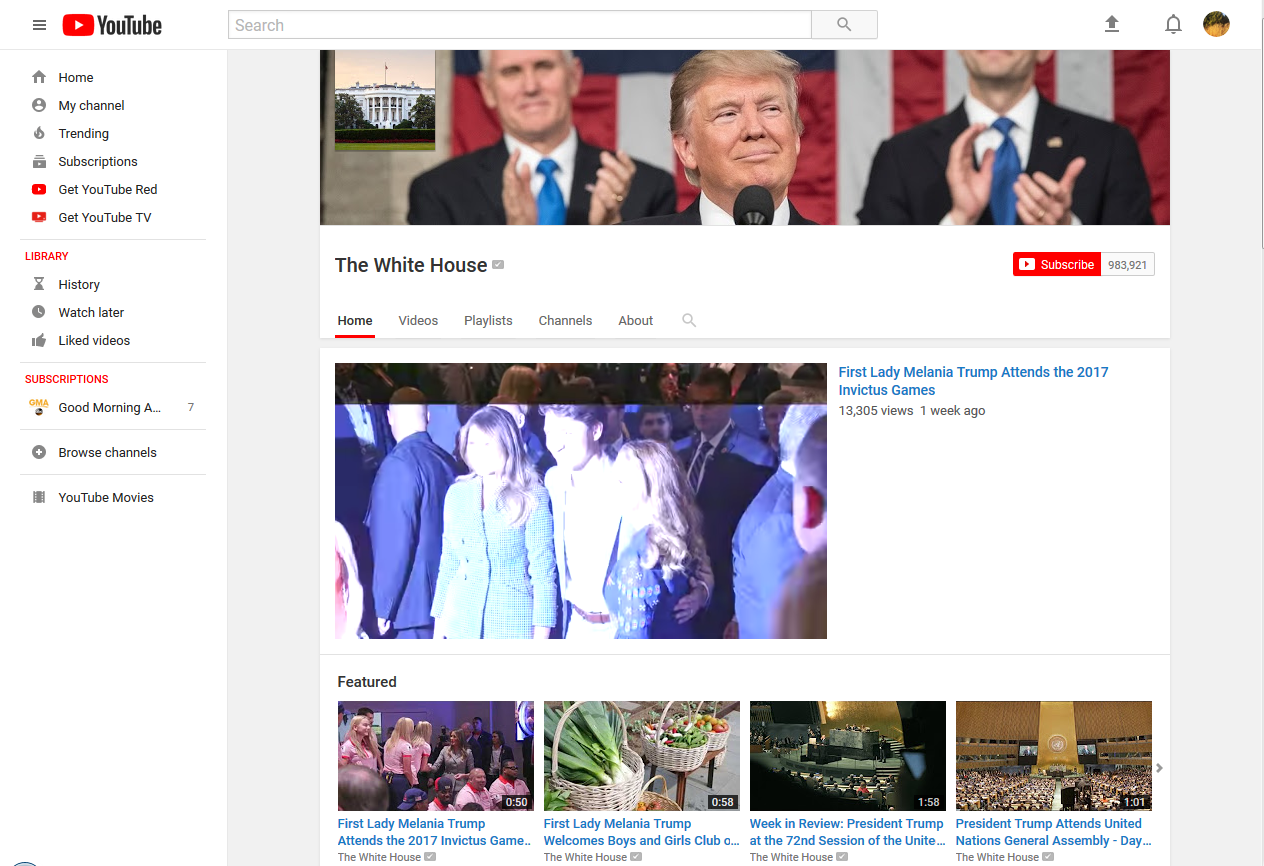 YouTube
Search
Home
My channel
Trending
Subscriptions
Get YouTube Red
Get YouTube TV
LIBRARY
History
Watch later
Liked videos
SUBSCRIPTIONS
GMA
Good Morning A... 7
Browse channels
YouTube Movies
The White House
Subscribe 983,921
Home Videos Playlists Channels About
First Lady Melania Trump Attends the 2017
Invictus Games
13,305 views 1 week ago
Featured
0:50
First Lady Melania Trump
Attends the 2017 Invictus Game...
The White House
0:58
First Lady Melania Trump
Welcomes Boys and Girls Club o...
The White House
1:58
Week in Review: President Trump
at the 72nd Session of the Unite...
The White House
1:01
President Trump Attends United
Nations General Assembly - Day...
The White House